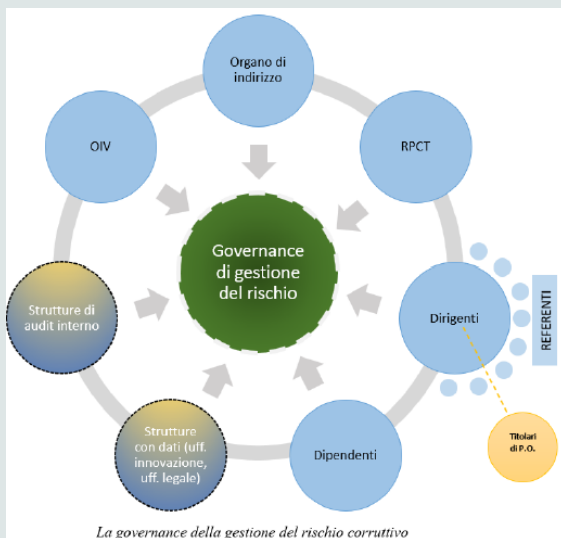 Organo di
indirizzo
OIV
RPCT
Governance
di gestione
del rischio
Strutture di
audit interno
Dirigenti
REFERENTI
Strutture
con dati (uff.
innovazione,
uff. legale)
Dipendenti
Titolari
di P.O.
La governance della gestione del rischio corruttivo